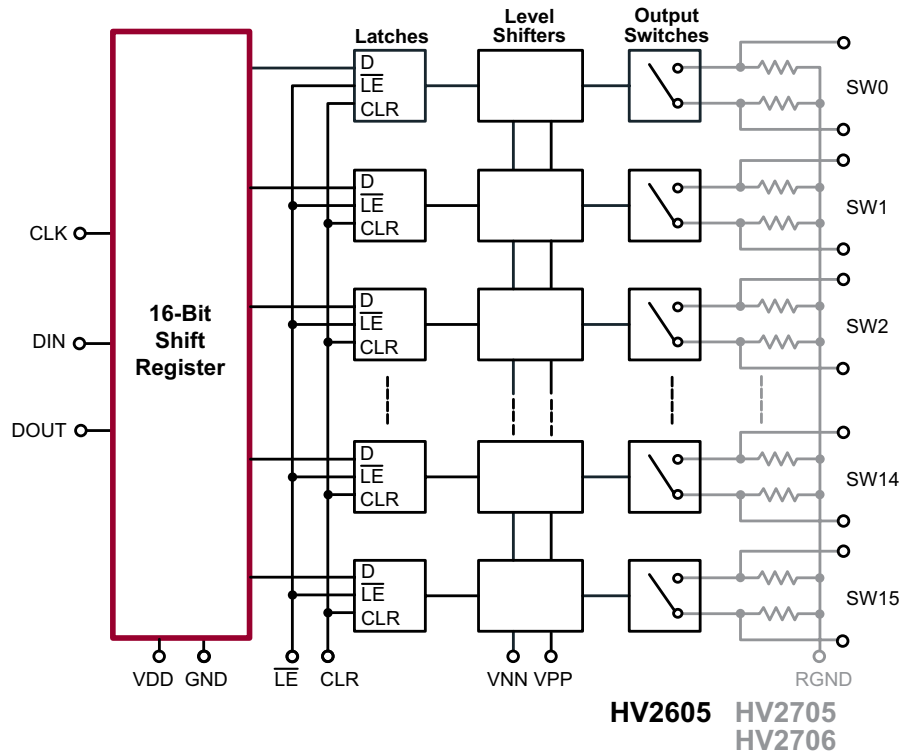 Latches
Level
Shifters
Output
Switches
D
LE
CLR
SW0
D
LE
CLR
SW1
CLK
D
LE
CLR
SW2
16-Bit
Shift
Register
DIN
DOUT
D
LE
CLR
SW14
D
LE
CLR
SW15
VDD GND LE CLR VNN VPP RGND
HV2605 HV2705
HV2706